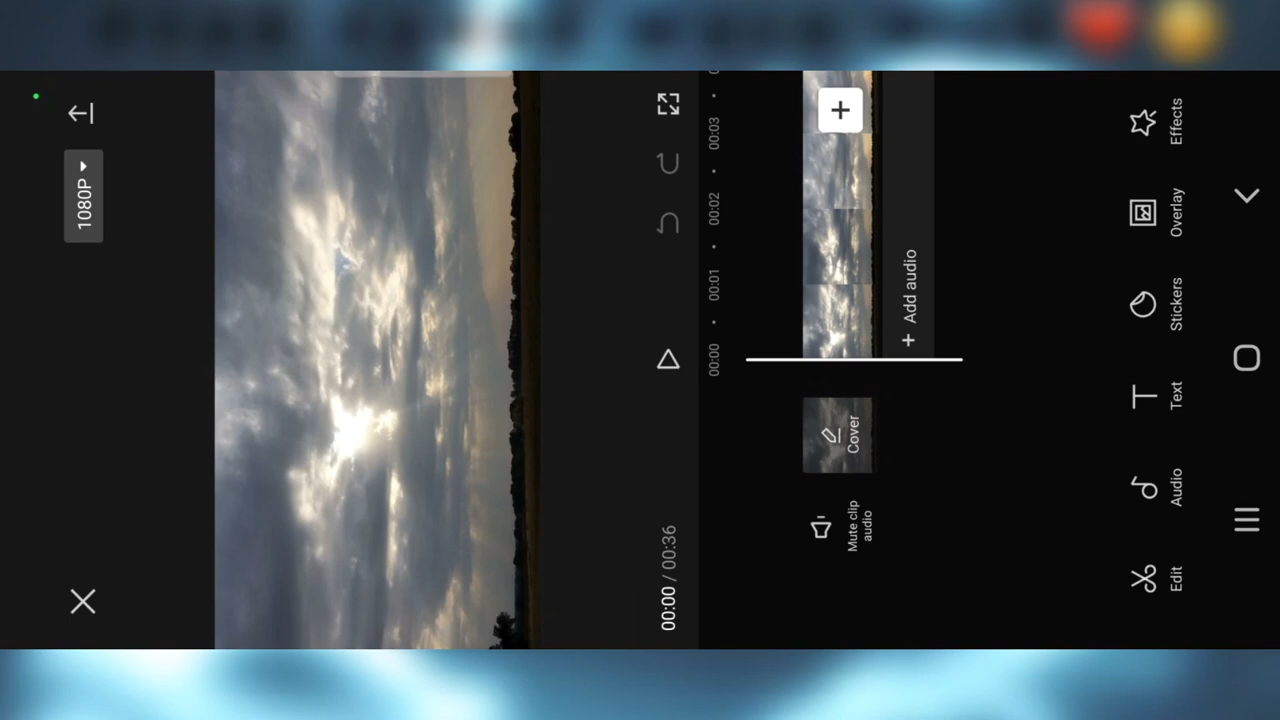 1080P
00:00 / 00:36
00:00
00:01
00:02
00:03
Mute clip
audio
Cover
+ Add audio
Edit
Audio
Text
Stickers
Overlay
Effects